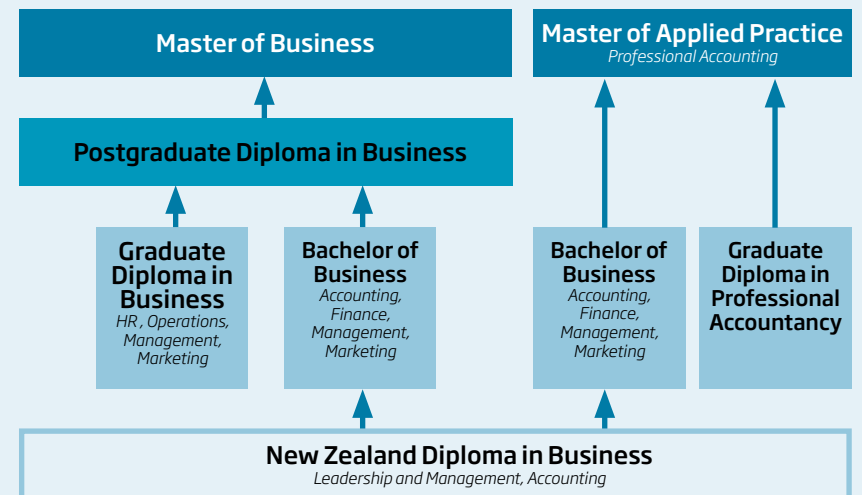 Master of Business
Master of Applied Practice
Professional Accounting
Postgraduate Diploma in Business
Graduate
Diploma in
Business
HR , Operations,
Management,
Marketing
Bachelor of
Business
Accounting,
Finance,
Management,
Marketing
Bachelor of
Business
Accounting,
Finance,
Management,
Marketing
Graduate
Diploma in
Professional
Accountancy
New Zealand Diploma in Business
Leadership and Management, Accounting